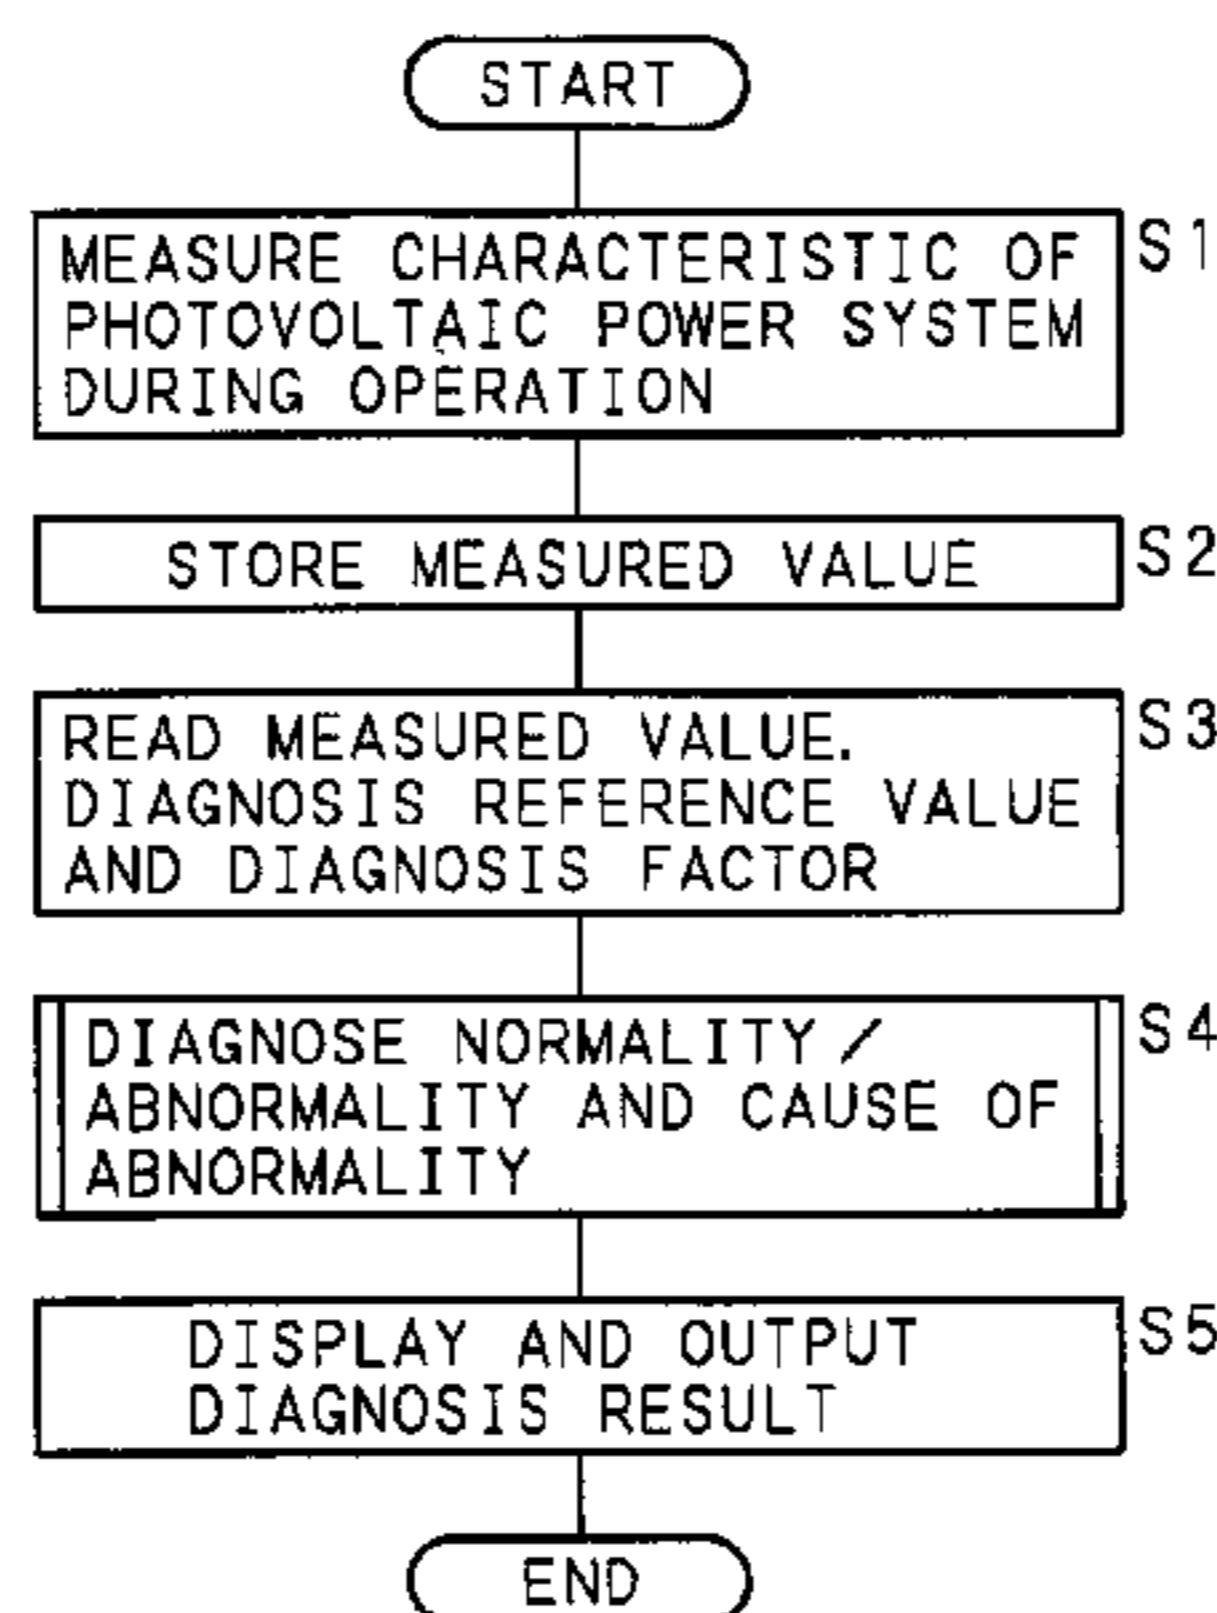 START
MEASURE CHARACTERISTIC OF
PHOTOVOLTAIC POWER SYSTEM
DURING OPERATION
S1
STORE MEASURED VALUE
S2
READ MEASURED VALUE.
DIAGNOSIS REFERENCE VALUE
AND DIAGNOSIS FACTOR
S3
DIAGNOSE NORMALITY/
ABNORMALITY AND CAUSE OF
ABNORMALITY
S4
DISPLAY AND OUTPUT
DIAGNOSIS RESULT
S5
END